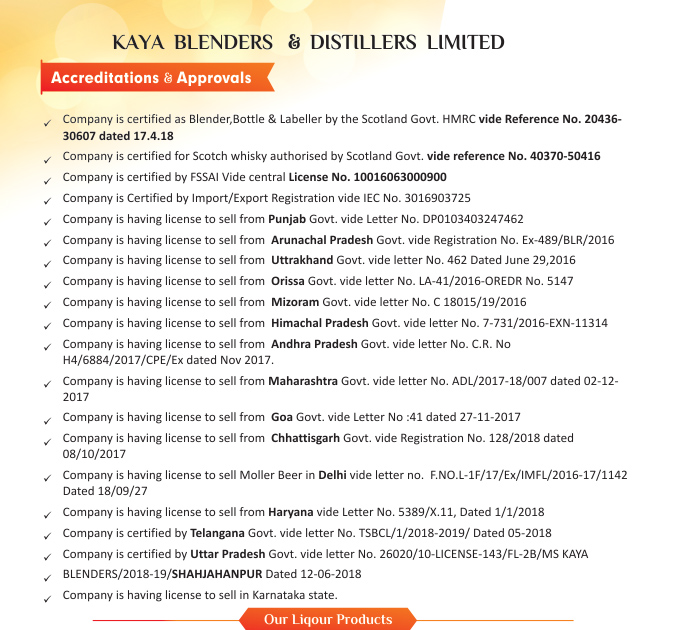 KAYA BLENDERS & DISTILLERS LIMITED
Accreditations & Approvals
✓ Company is certified as Blender,Bottle & Labeller by the Scotland Govt. HMRC vide Reference No. 20436-
30607 dated 17.4.18
✓ Company is certified for Scotch whisky authorised by Scotland Govt. vide reference No. 40370-50416
✓ Company is certified by FSSAI Vide central License No. 10016063000900
✓ Company is Certified by Import/Export Registration vide IEC No. 3016903725
✓ Company is having license to sell from Punjab Govt. vide Letter No. DP0103403247462
✓ Company is having license to sell from Arunachal Pradesh Govt. vide Registration No. Ex-489/BLR/2016
✓ Company is having license to sell from Uttrakhand Govt. vide letter No. 462 Dated June 29,2016
✓ Company is having license to sell from Orissa Govt. vide letter No. LA-41/2016-OREDR No. 5147
✓ Company is having license to sell from Mizoram Govt. vide letter No. C 18015/19/2016
✓ Company is having license to sell from Himachal Pradesh Govt. vide letter No. 7-731/2016-EXN-11314
✓ Company is having license to sell from Andhra Pradesh Govt. vide letter No. C.R. No
H4/6884/2017/CPE/Ex dated Nov 2017.
✓ Company is having license to sell from Maharashtra Govt. vide letter No. ADL/2017-18/007 dated 02-12-
2017
✓ Company is having license to sell from Goa Govt. vide Letter No :41 dated 27-11-2017
✓ Company is having license to sell from Chhattisgarh Govt. vide Registration No. 128/2018 dated
08/10/2017
✓ Company is having license to sell Moller Beer in Delhi vide letter no. F.NO.L-1F/17/Ex/IMFL/2016-17/1142
Dated 18/09/27
✓ Company is having license to sell from Haryana vide Letter No. 5389/X.11, Dated 1/1/2018
✓ Company is certified by Telangana Govt. vide letter No. TSBCL/1/2018-2019/ Dated 05-2018
✓ Company is certified by Uttar Pradesh Govt. vide letter No. 26020/10-LICENSE-143/FL-2B/MS KAYA
✓ BLENDERS/2018-19/SHAHJAHANPUR Dated 12-06-2018
✓ Company is having license to sell in Karnataka state.
Our Liqour Products